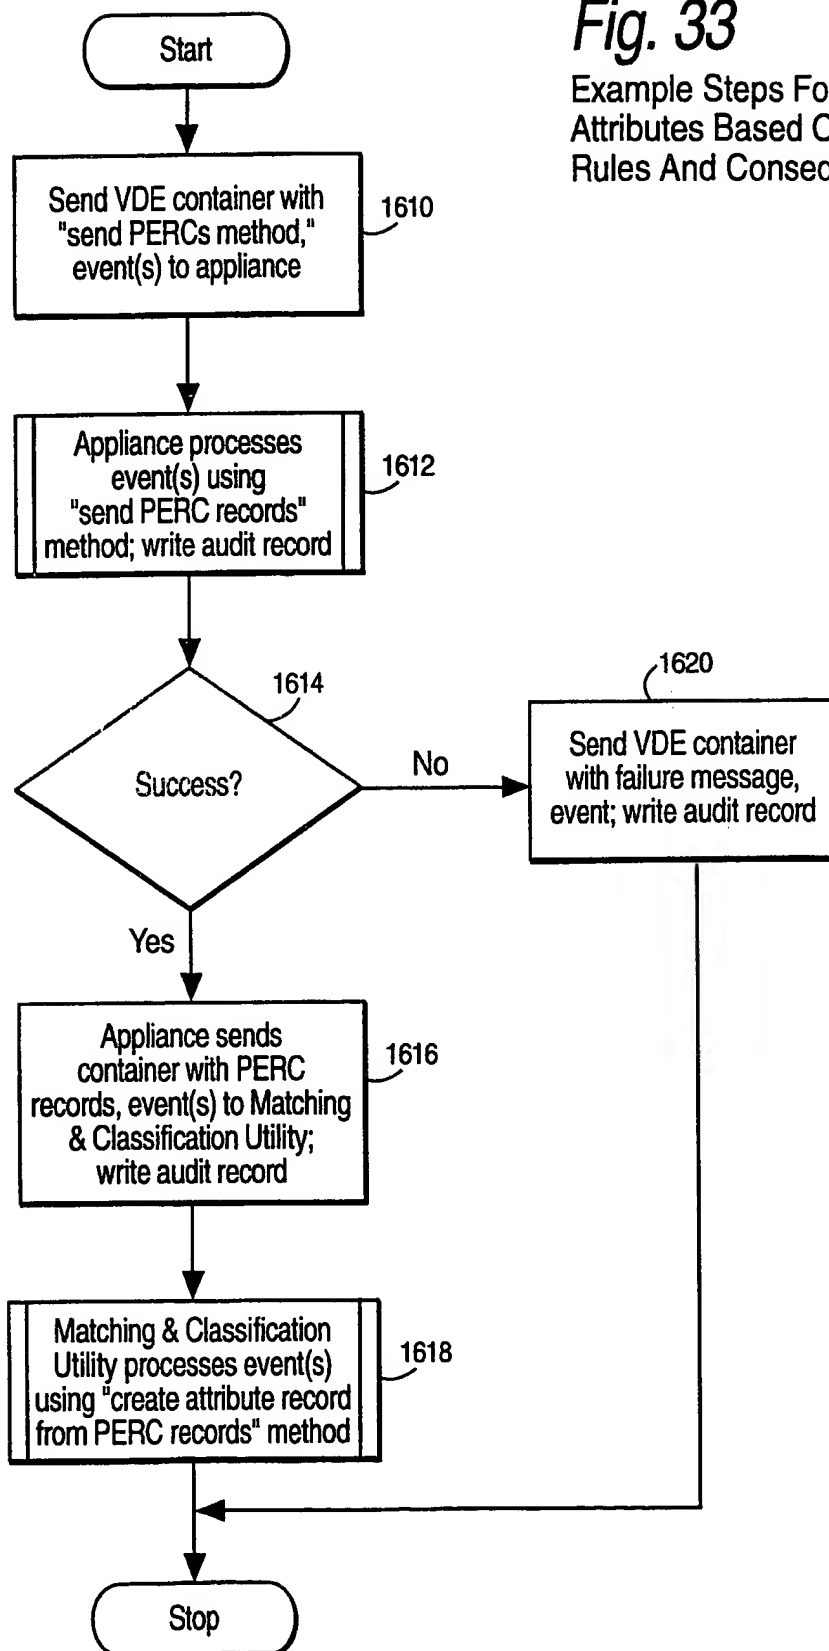 Fig. 33
Example Steps Fo
Attributes Based
Rules And Conseq
Start
Send VDE container with
"send PERCs method,"
event(s) to appliance
1610
Appliance processes
event(s) using
"send PERC records"
method; write audit record
1612
1614
Success?
No
1620
Send VDE container
with failure message,
event; write audit record
Yes
Appliance sends
container with PERC
records, event(s) to Matching
& Classification Utility;
write audit record
1616
Matching & Classification
Utility processes event(s)
using "create attribute record
from PERC records" method
1618
Stop